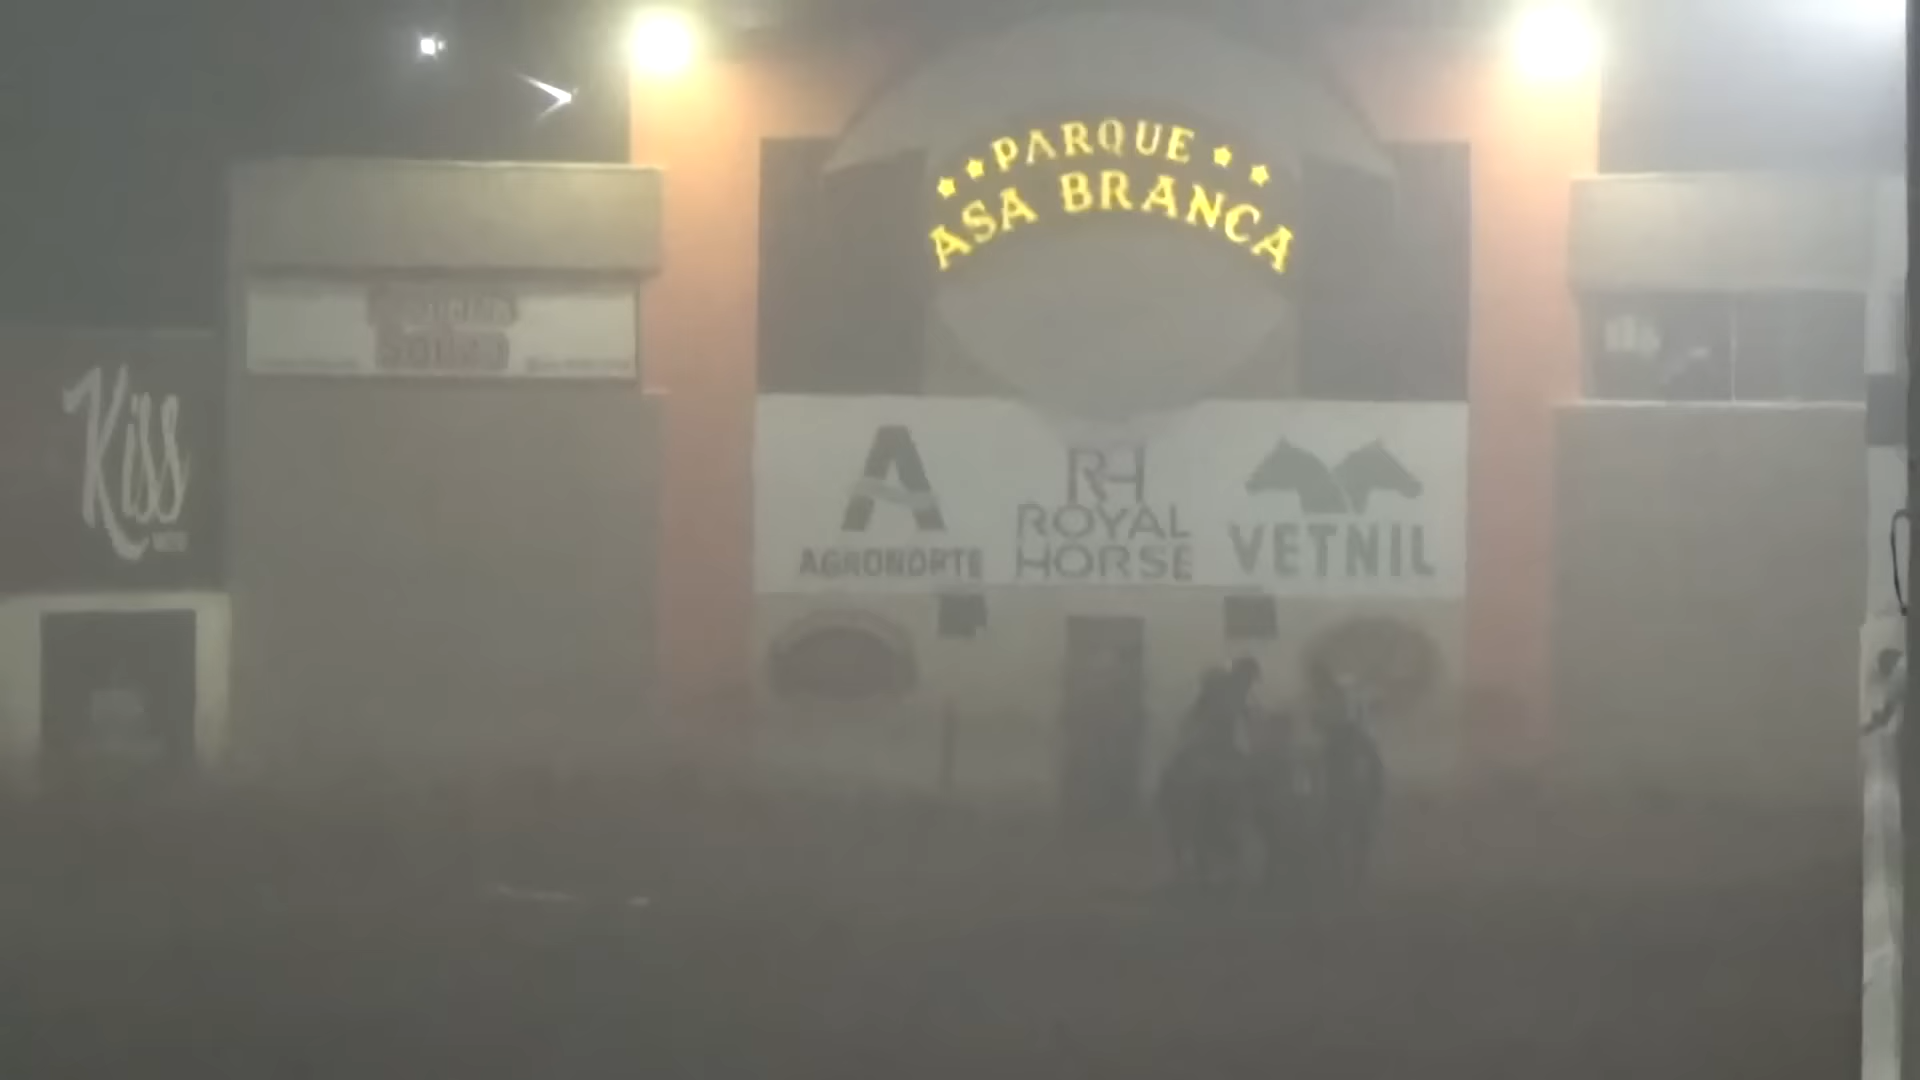 PARQUE
ASA BRANCA
Kiss
AGRONORTE
RH
ROYAL
HORSE
VETNIL